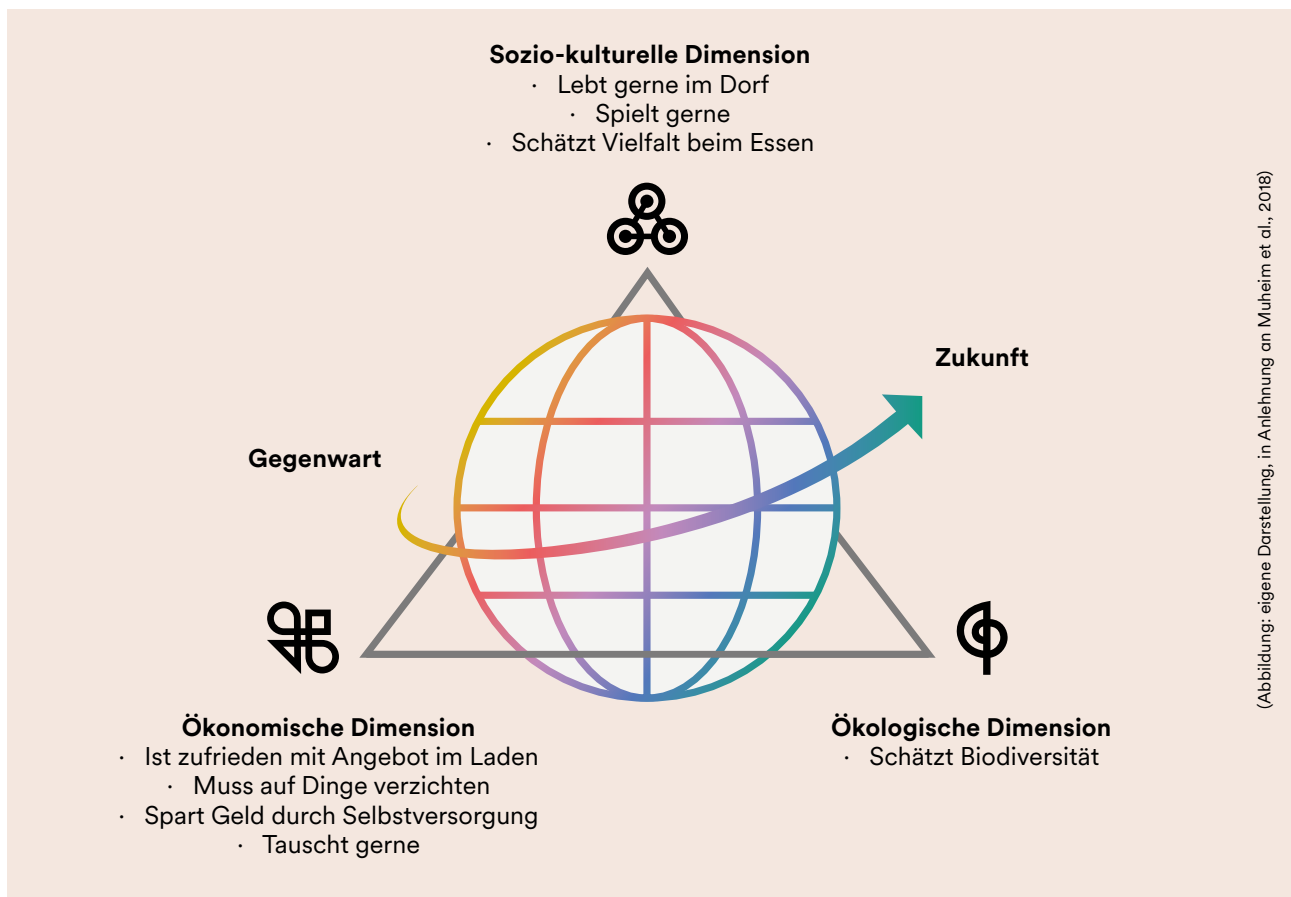 Sozio-kulturelle Dimension
· Lebt gerne im Dorf
· Spielt gerne
· Schätzt Vielfalt beim Essen
Zukunft
Gegenwart
Ökonomische Dimension
· Ist zufrieden mit Angebot im Laden
· Muss auf Dinge verzichten
· Spart Geld durch Selbstversorgung
· Tauscht gerne
Ökologische Dimension
· Schätzt Biodiversität
(Abbildung: eigene Darstellung, in Anlehnung an Muheim et al., 2018)